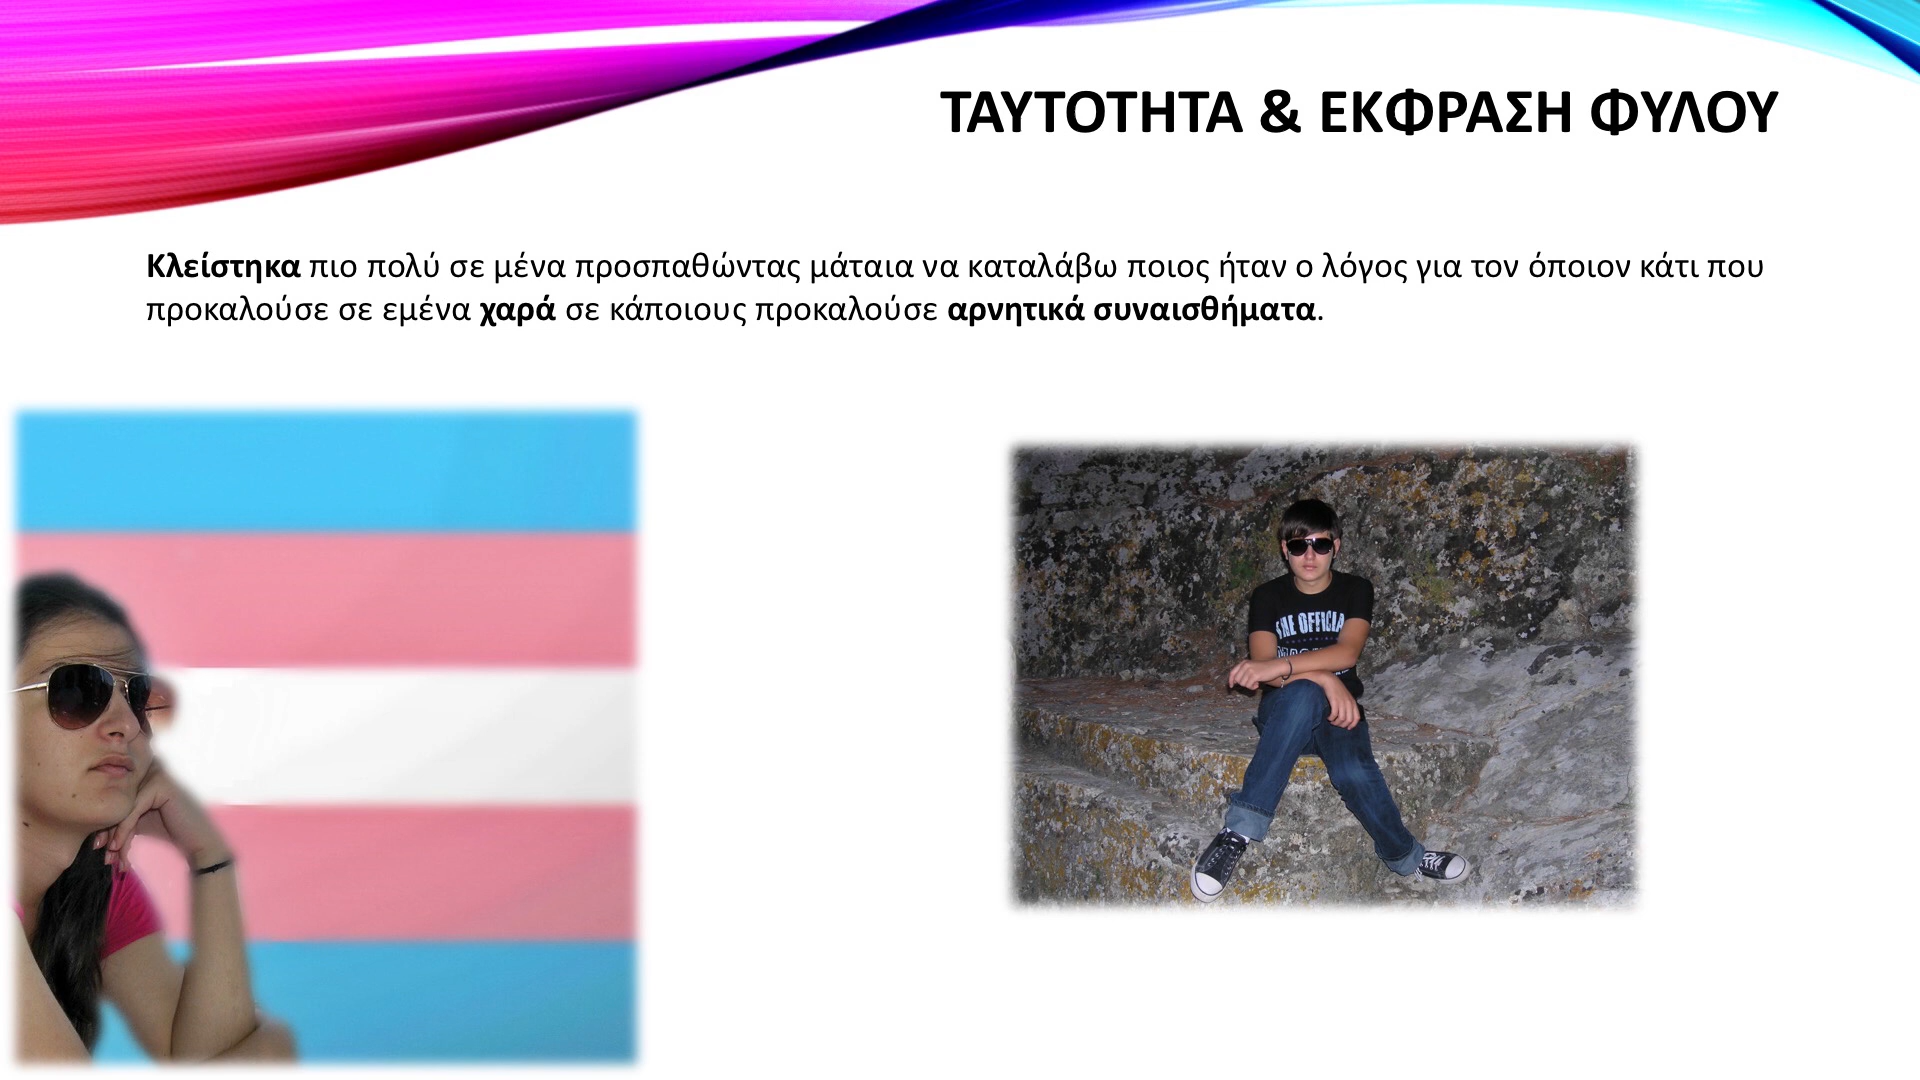 ΤΑΥΤΟΤΗΤΑ & ΕΚΦΡΑΣΗ ΦΥΛΟΥ
Κλείστηκα πιο πολύ σε μένα προσπαθώντας μάταια να καταλάβω ποιος ήταν ο λόγος για τον όποιον κάτι που
προκαλούσε σε εμένα χαρά σε κάποιους προκαλούσε αρνητικά συναισθήματα.
OFFICIA